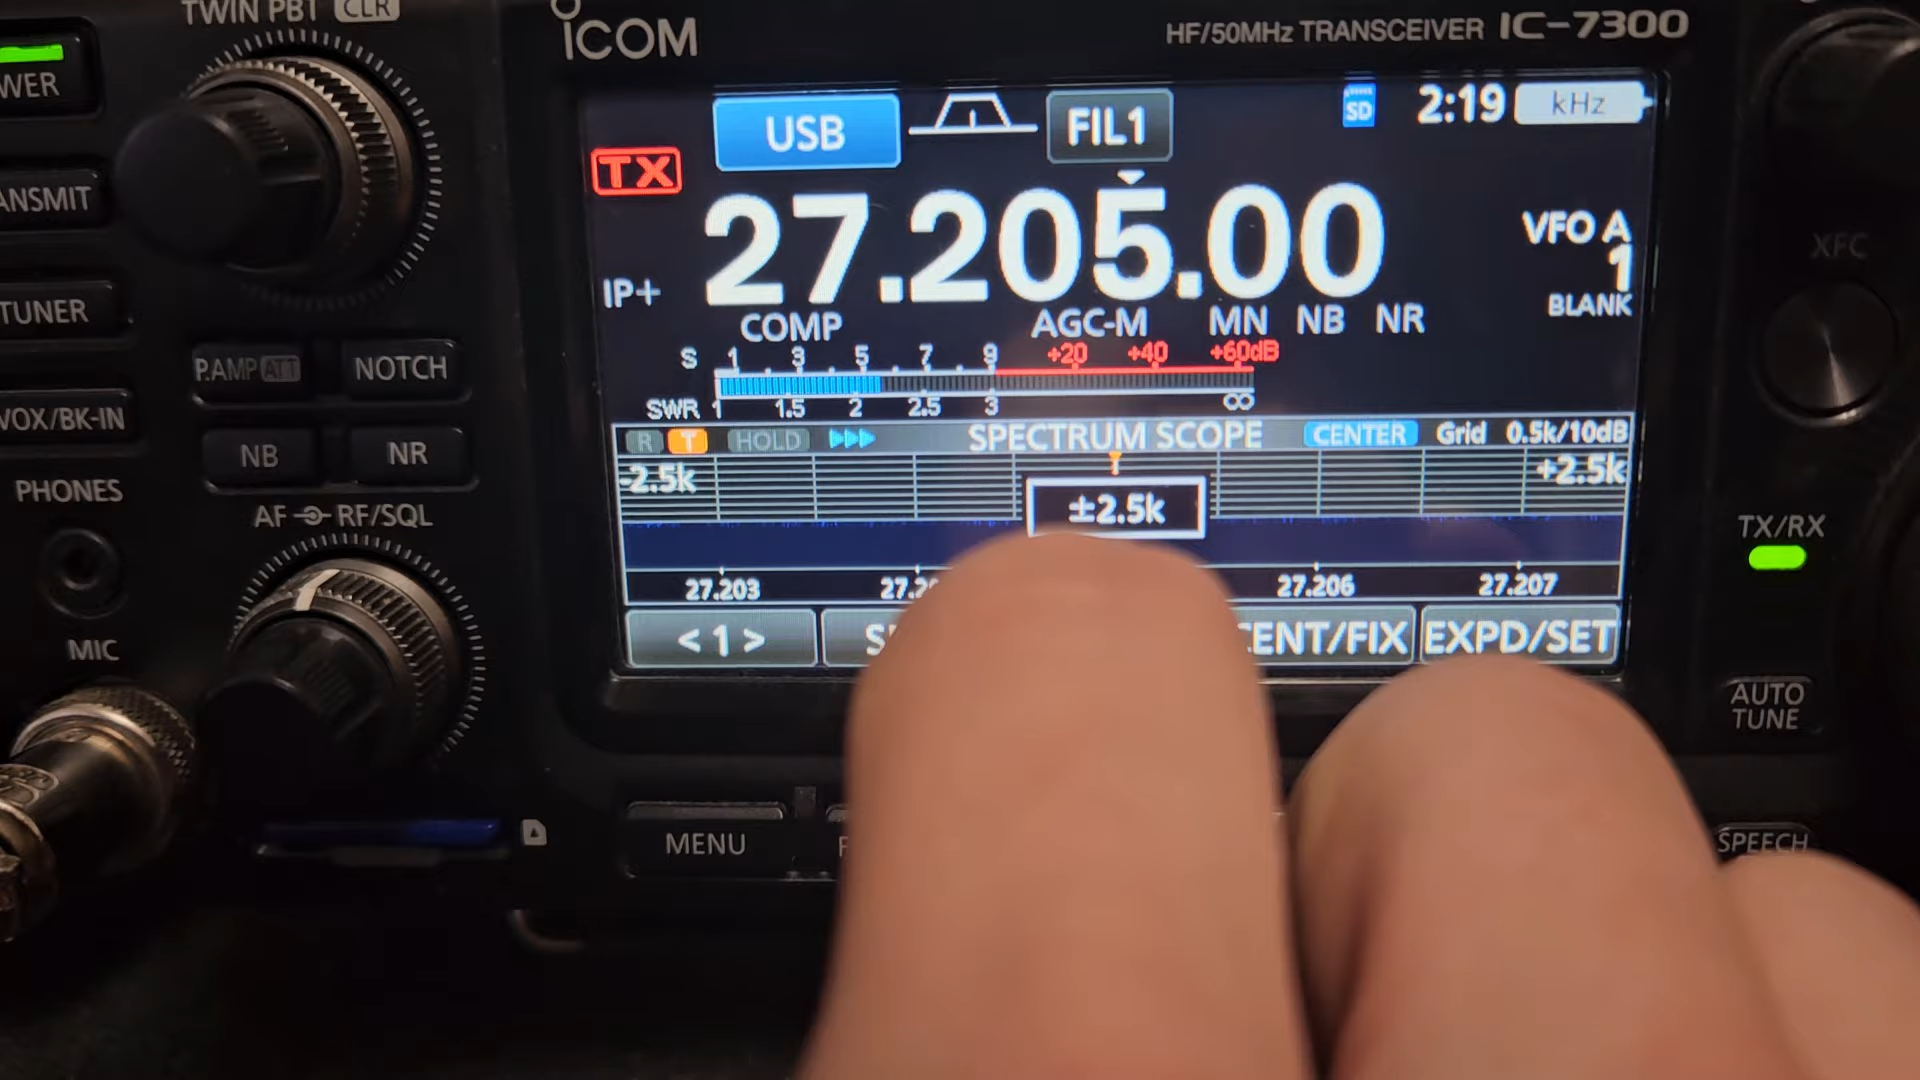 TWIN PBT CLR
ICOM
HF/50MHz TRANSCEIVER IC-7300
WER
ANSMIT
TUNER
P.AMP ATT
NOTCH
VOX/BK-IN
NB
NR
PHONES
AF RF/SQL
MIC
USB
FIL1
SD
2:19
kHz
TX
27.205.00
VFO A
1
BLANK
IP+
COMP
AGC-M
MN
NB
NR
S 1 3 5 7 9 +20 +40 +60dB
SWR 1 1.5 2 2.5 3 ∞
R T HOLD SPECTRUM SCOPE CENTER Grid 0.5k/10dB
-2.5k
+2.5k
±2.5k
27.203
27.2
27.206
27.207
<1>
CENT/FIX
EXPD/SET
MENU
XFC
TX/RX
AUTO
TUNE
SPEECH